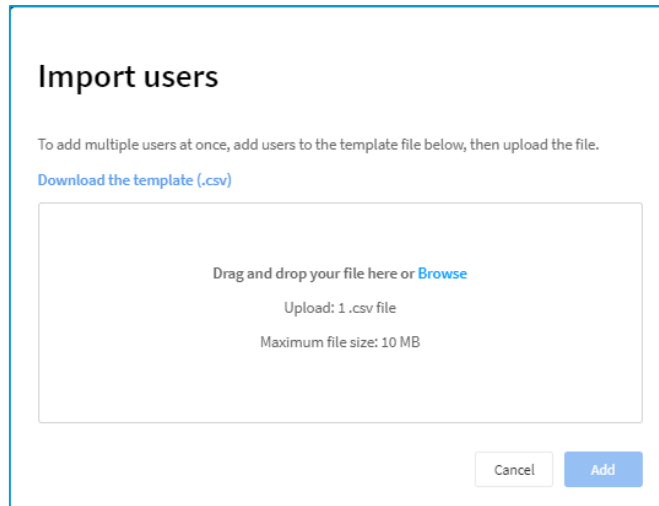 Import users
To add multiple users at once, add users to the template file below, then upload the file.
Download the template (.csv)
Drag and drop your file here or Browse
Upload: 1 .csv file
Maximum file size: 10 MB
Cancel Add